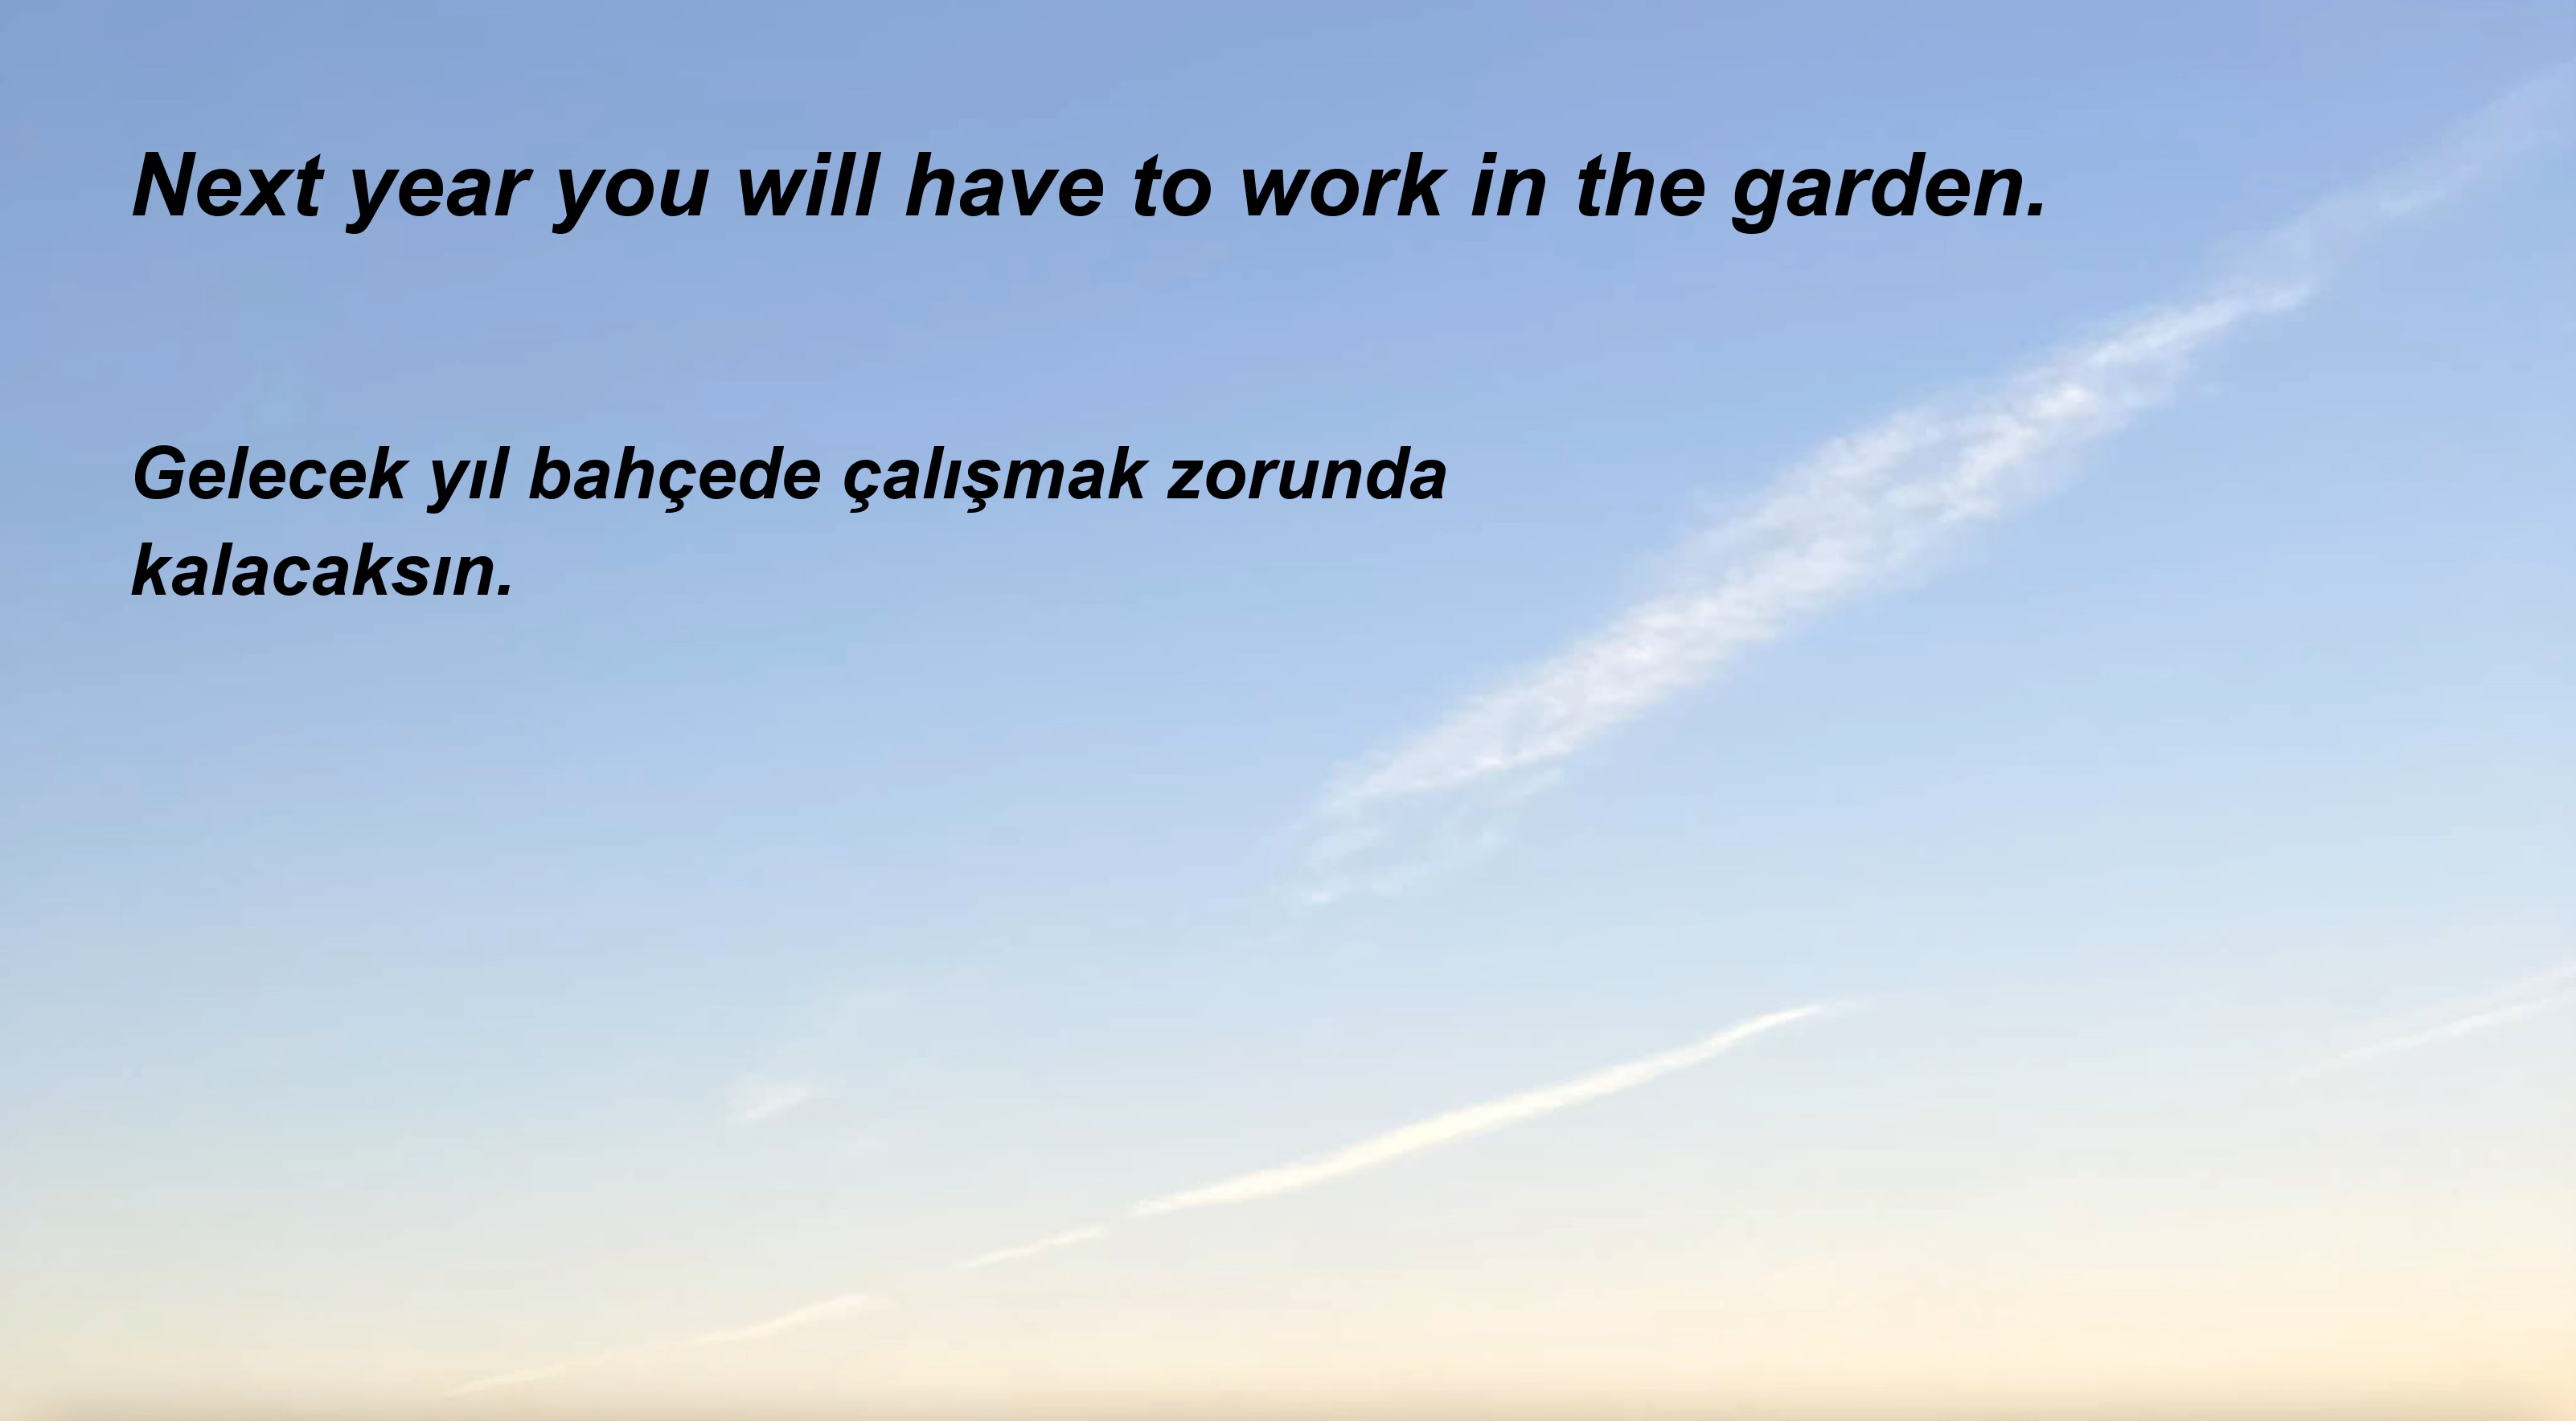 Next year you will have to work in the garden.
Gelecek yıl bahçede çalışmak zorunda
kalacaksın.